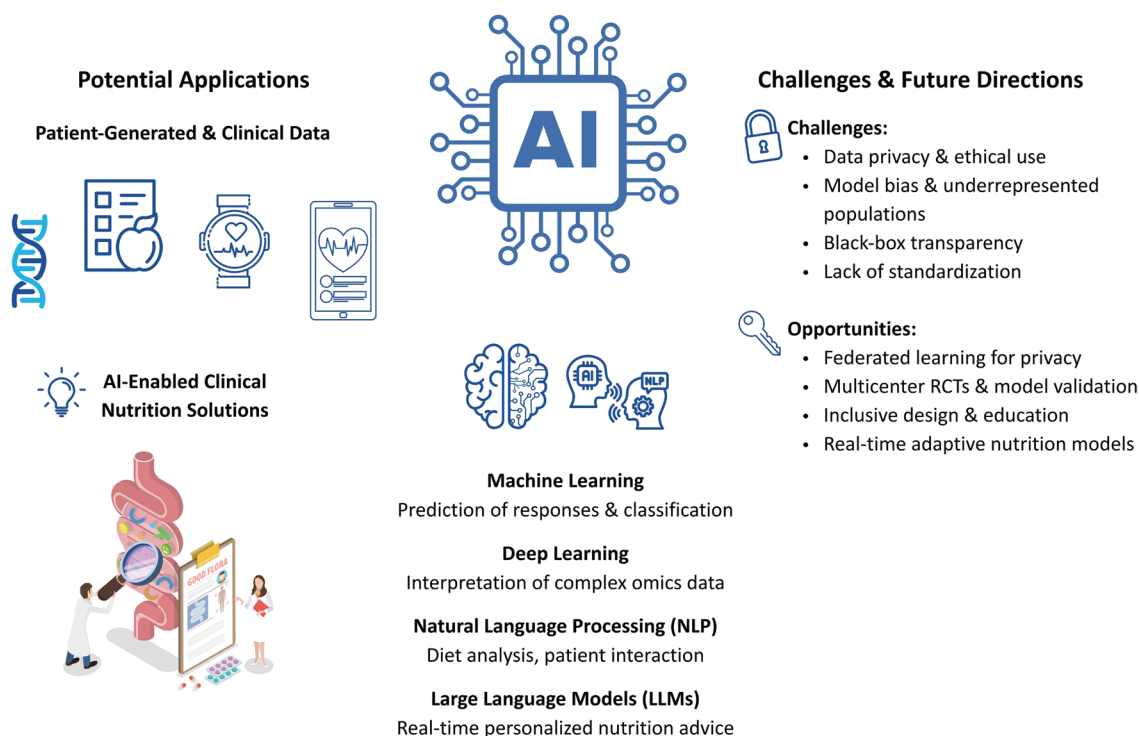 Potential Applications
Patient-Generated & Clinical Data
AI-Enabled Clinical
Nutrition Solutions
GOOD FLORA
AI
AI
NLP
Machine Learning
Prediction of responses & classification
Deep Learning
Interpretation of complex omics data
Natural Language Processing (NLP)
Diet analysis, patient interaction
Large Language Models (LLMs)
Real-time personalized nutrition advice
Challenges & Future Directions
Challenges:
• Data privacy & ethical use
• Model bias & underrepresented
populations
• Black-box transparency
• Lack of standardization
Opportunities:
• Federated learning for privacy
• Multicenter RCTs & model validation
• Inclusive design & education
• Real-time adaptive nutrition models